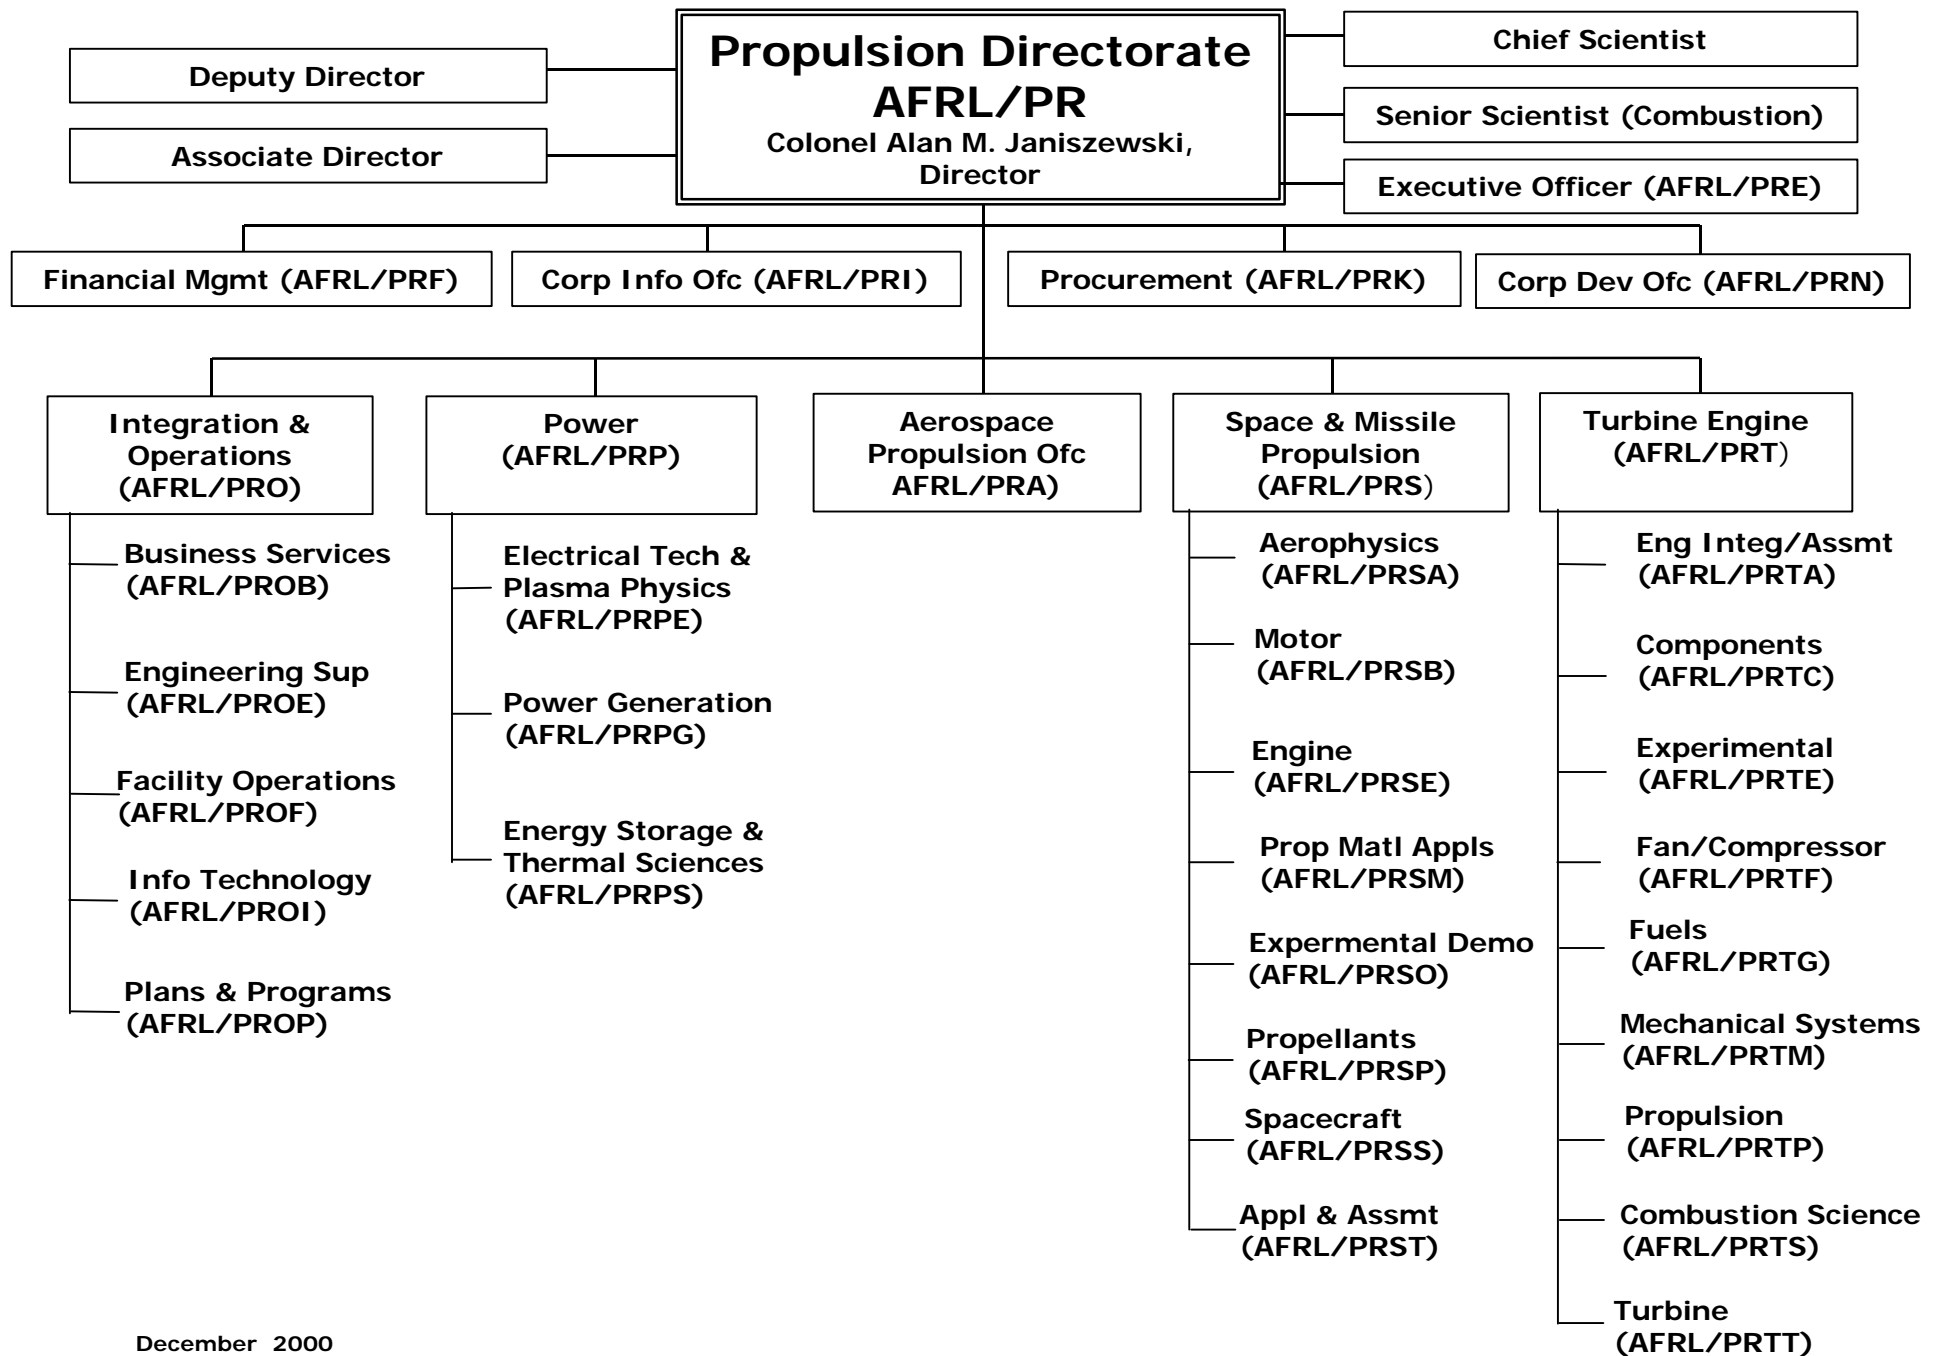 Propulsion Directorate
AFRL/PR
Colonel Alan M. Janiszewski,
Director
Deputy Director
Associate Director
Chief Scientist
Senior Scientist (Combustion)
Executive Officer (AFRL/PRE)
Financial Mgmt (AFRL/PRF)
Corp Info Ofc (AFRL/PRI)
Procurement (AFRL/PRK)
Corp Dev Ofc (AFRL/PRN)
Integration &
Operations
(AFRL/PRO)
Business Services
(AFRL/PROB)
Engineering Sup
(AFRL/PROE)
Facility Operations
(AFRL/PROF)
Info Technology
(AFRL/PROI)
Plans & Programs
(AFRL/PROP)
Power
(AFRL/PRP)
Electrical Tech &
Plasma Physics
(AFRL/PRPE)
Power Generation
(AFRL/PRPG)
Energy Storage &
Thermal Sciences
(AFRL/PRPS)
Aerospace
Propulsion Ofc
AFRL/PRA)
Space & Missile
Propulsion
(AFRL/PRS)
Aerophysics
(AFRL/PRSA)
Motor
(AFRL/PRSB)
Engine
(AFRL/PRSE)
Prop Matl Appls
(AFRL/PRSM)
Expermental Demo
(AFRL/PRSO)
Propellants
(AFRL/PRSP)
Spacecraft
(AFRL/PRSS)
Appl & Assmt
(AFRL/PRST)
Turbine Engine
(AFRL/PRT)
Eng Integ/Assmt
(AFRL/PRTA)
Components
(AFRL/PRTC)
Experimental
(AFRL/PRTE)
Fan/Compressor
(AFRL/PRTF)
Fuels
(AFRL/PRTG)
Mechanical Systems
(AFRL/PRTM)
Propulsion
(AFRL/PRTP)
Combustion Science
(AFRL/PRTS)
Turbine
(AFRL/PRTT)
December 2000